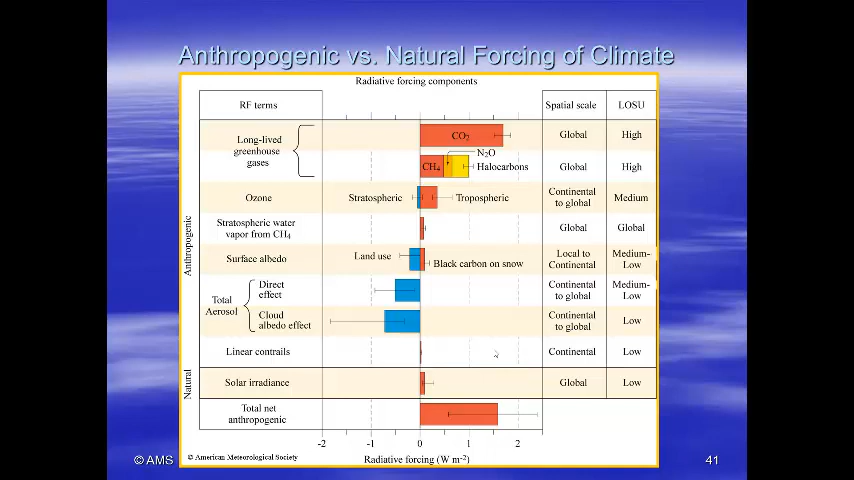 Anthropogenic vs. Natural Forcing of Climate
Radiative forcing components
RF terms
Spatial scale
LOSU
Anthropogenic
Long-lived
greenhouse
gases
CO2
Global
High
CH4
N2O
Halocarbons
Global
High
Ozone
Stratospheric
Tropospheric
Continental
to global
Medium
Stratospheric water
vapor from CH4
Global
Global
Surface albedo
Land use
Black carbon on snow
Local to
Continental
Medium-
Low
Total
Aerosol
Direct
effect
Continental
to global
Medium-
Low
Cloud
albedo effect
Continental
to global
Low
Linear contrails
Continental
Low
Natural
Solar irradiance
Global
Low
Total net
anthropogenic
-2 -1 0 1 2
Radiative forcing (W m-2)
© American Meteorological Society
© AMS
41